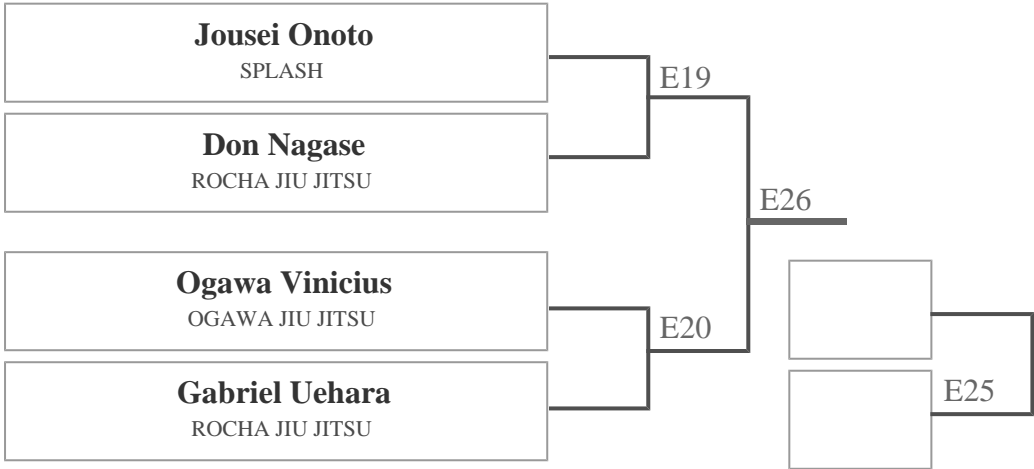 Jousei Onoto
SPLASH
E19
Don Nagase
ROCHA JIU JITSU
E26
Ogawa Vinicius
OGAWA JIU JITSU
E20
Gabriel Uehara
ROCHA JIU JITSU
E25